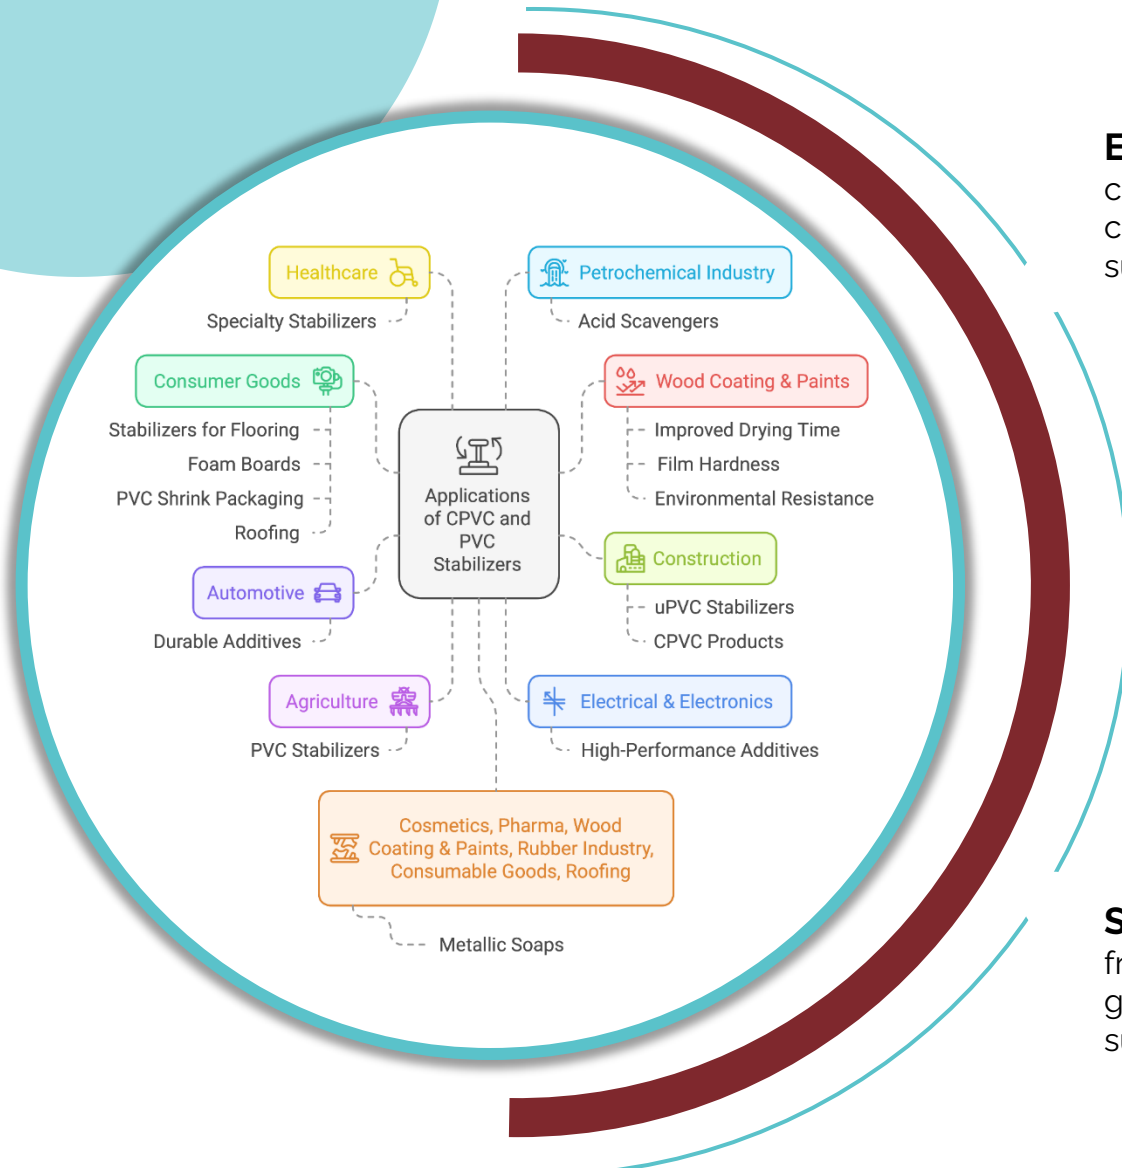 Healthcare
Specialty Stabilizers
Petrochemical Industry
Acid Scavengers
Consumer Goods
Stabilizers for Flooring
Foam Boards
PVC Shrink Packaging
Roofing
Wood Coating & Paints
Improved Drying Time
Film Hardness
Environmental Resistance
Applications
of CPVC and
PVC
Stabilizers
Construction
uPVC Stabilizers
CPVC Products
Automotive
Durable Additives
Agriculture
PVC Stabilizers
Electrical & Electronics
High-Performance Additives
Cosmetics, Pharma, Wood
Coating & Paints, Rubber Industry,
Consumable Goods, Roofing
Metallic Soaps